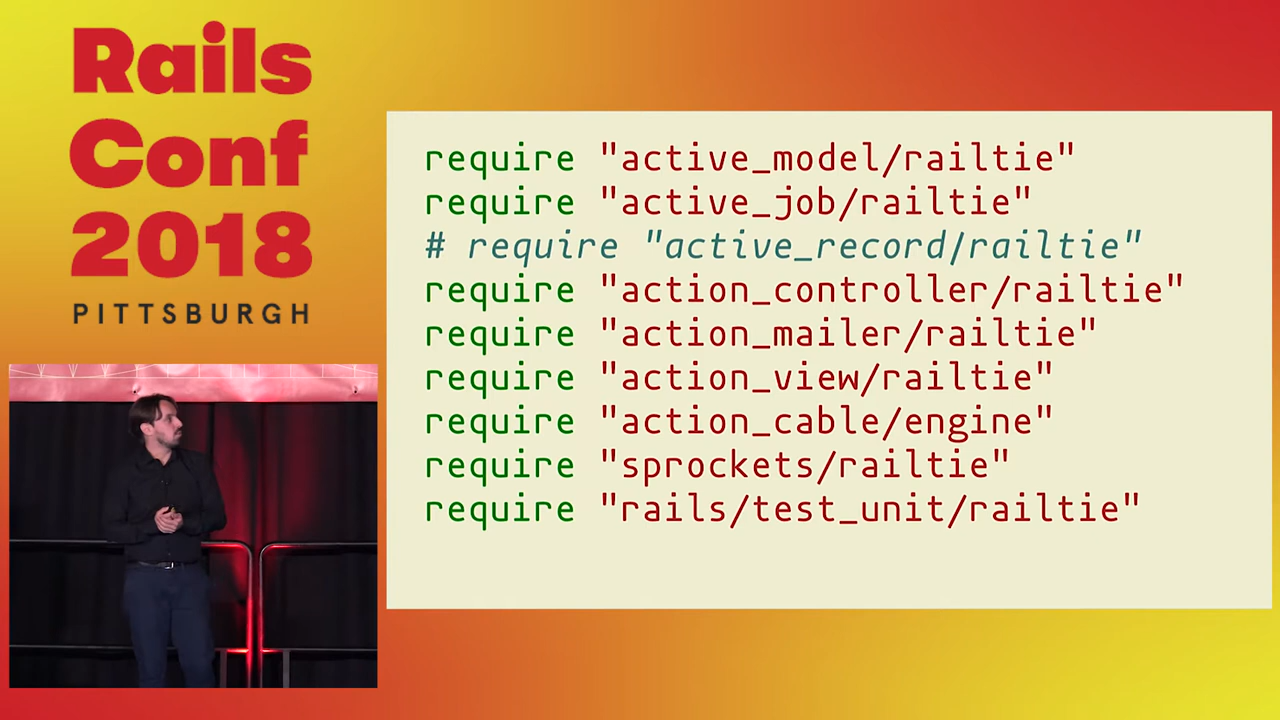 Rails
Conf
2018
PITTSBURGH
require "active_model/railtie"
require "active_job/railtie"
# require "active_record/railtie"
require "action_controller/railtie"
require "action_mailer/railtie"
require "action_view/railtie"
require "action_cable/engine"
require "sprockets/railtie"
require "rails/test_unit/railtie"